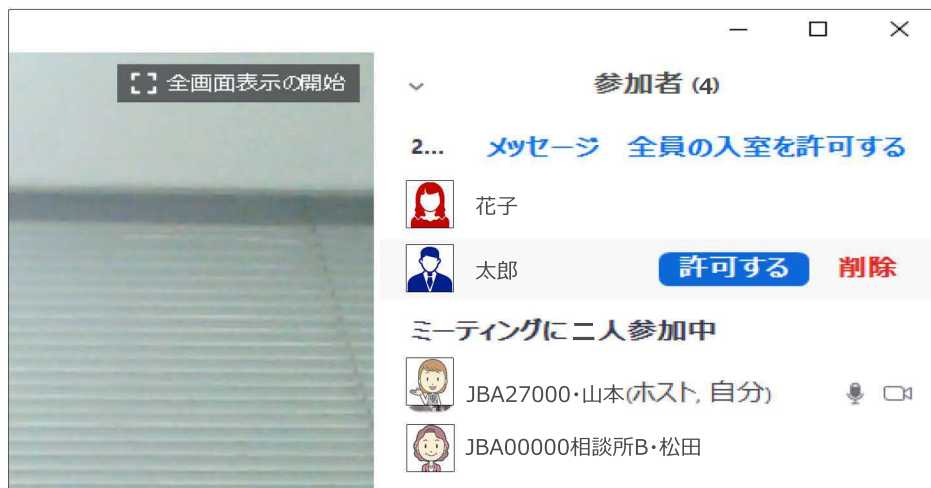 全画面表示の開始
参加者 (4)
2... メッセージ 全員の入室を許可する
花子
太郎 許可する 削除
ミーティングに二人参加中
JBA27000・山本(ホスト, 自分)
JBA00000相談所B・松田